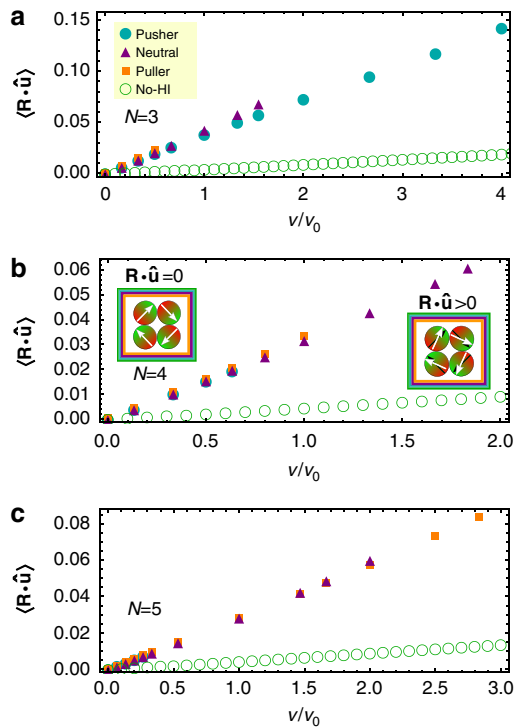 a
0.15
0.10
0.05
0.00
⟨R•û⟩
Pusher
Neutral
Puller
No-HI
N=3
0 1 2 3 4
v/v0
b
0.06
0.05
0.04
0.03
0.02
0.01
0.00
⟨R•û⟩
R•û=0
R•û>0
N=4
0.0 0.5 1.0 1.5 2.0
v/v0
c
0.08
0.06
0.04
0.02
0.00
⟨R•û⟩
N=5
0.0 0.5 1.0 1.5 2.0 2.5 3.0
v/v0